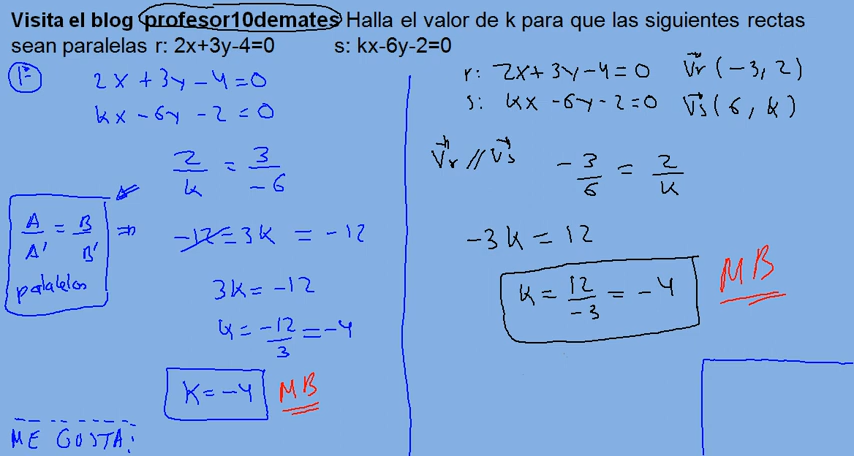 Visita el blog profesor10demates Halla el valor de k para que las siguientes rectas
sean paralelas r: 2x+3y-4=0 s: kx-6y-2=0
2x+3y-4=0
kx-6y-2=0
2/k = 3/-6
A/A' = B/B' ⇒
paralelas
-12=3k = -12
3k = -12
k = -12/3 = -4
k = -4 MB
ME GUSTA!
r: 2x+3y-4=0 Vr(-3,2)
s: kx-6y-2=0 Vs(6,k)
Vr // Vs -3/6 = 2/k
-3k = 12
k = 12/-3 = -4 MB